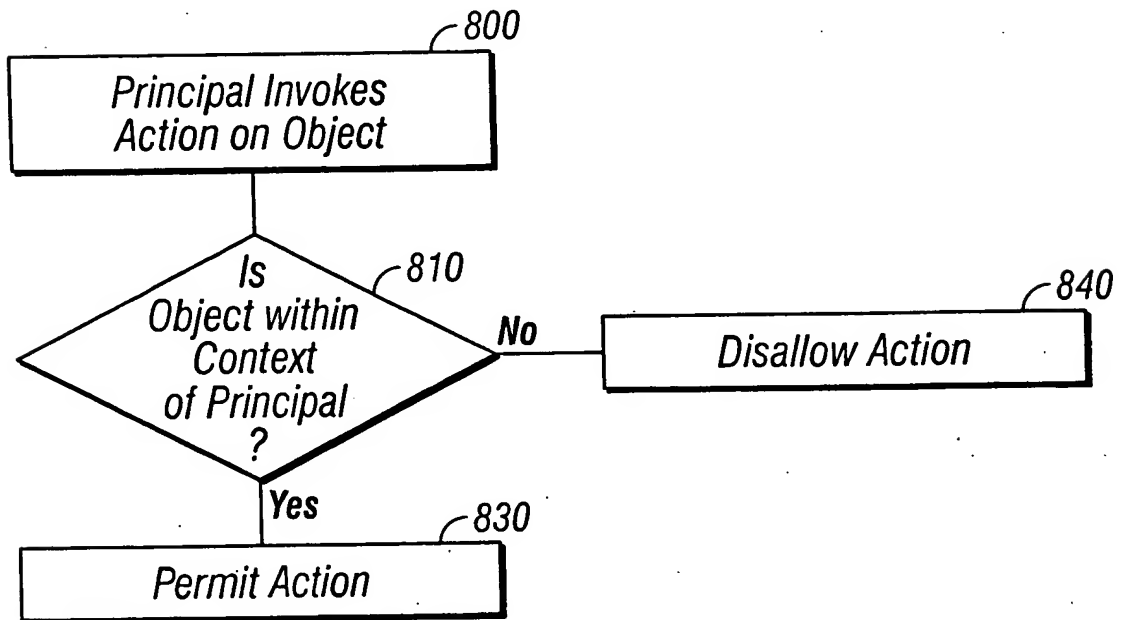 800
Principal Invokes
Action on Object
810
Is
Object within
Context
of Principal
?
No
840
Disallow Action
Yes
830
Permit Action